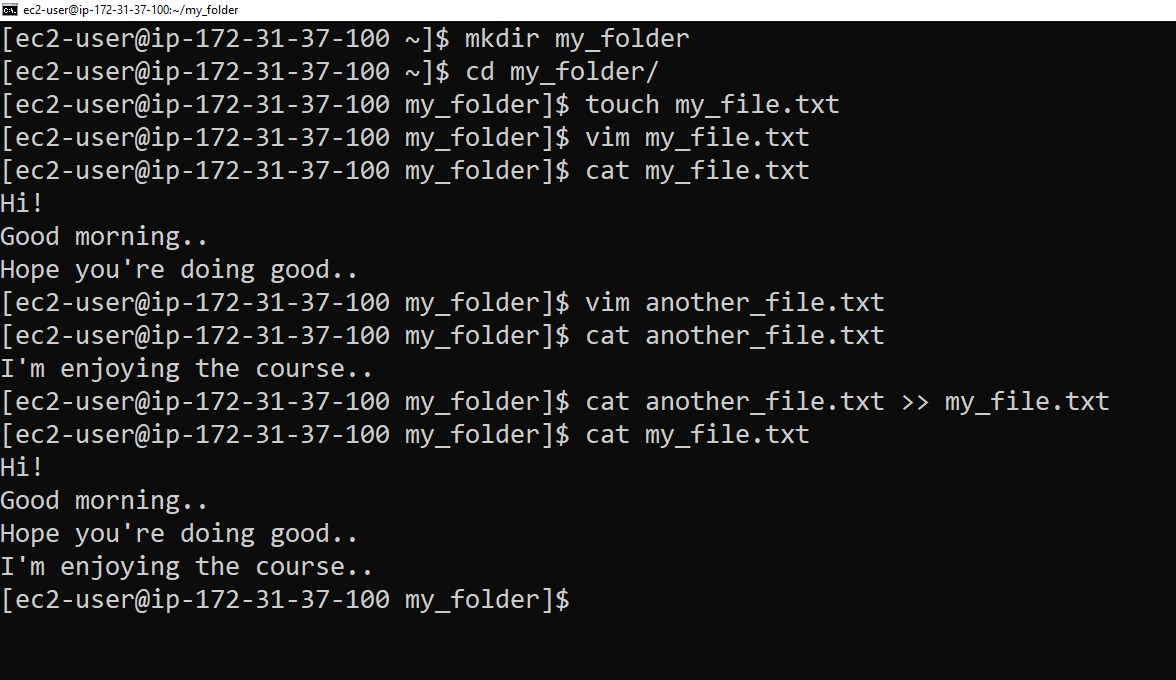 ec2-user@ip-172-31-37-100:~/my_folder
[ec2-user@ip-172-31-37-100 ~]$ mkdir my_folder
[ec2-user@ip-172-31-37-100 ~]$ cd my_folder/
[ec2-user@ip-172-31-37-100 my_folder]$ touch my_file.txt
[ec2-user@ip-172-31-37-100 my_folder]$ vim my_file.txt
[ec2-user@ip-172-31-37-100 my_folder]$ cat my_file.txt
Hi!
Good morning..
Hope you're doing good..
[ec2-user@ip-172-31-37-100 my_folder]$ vim another_file.txt
[ec2-user@ip-172-31-37-100 my_folder]$ cat another_file.txt
I'm enjoying the course..
[ec2-user@ip-172-31-37-100 my_folder]$ cat another_file.txt >> my_file.txt
[ec2-user@ip-172-31-37-100 my_folder]$ cat my_file.txt
Hi!
Good morning..
Hope you're doing good..
I'm enjoying the course..
[ec2-user@ip-172-31-37-100 my_folder]$